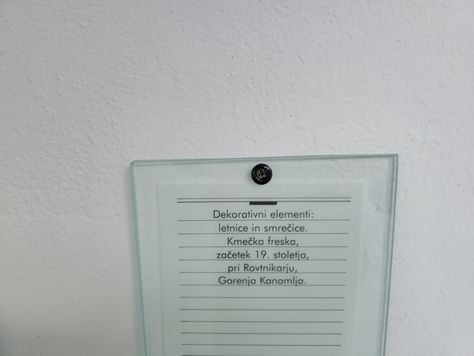 Dekorativni elementi:
letnice in smrečice.
Kmečka freska,
začetek 19. stoletja,
pri Rovtnikarju,
Gorenja Kanomlja.